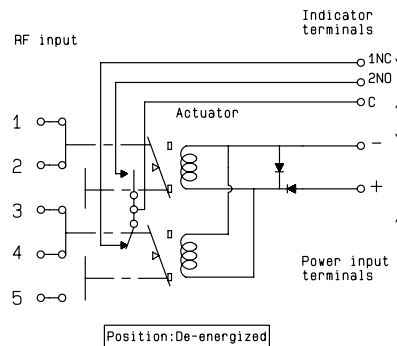 Indicator
terminals
RF input
1NC
2NO
C
Actuator
1
2
3
4
5
-
+
Power input
terminals
Position:De-energized